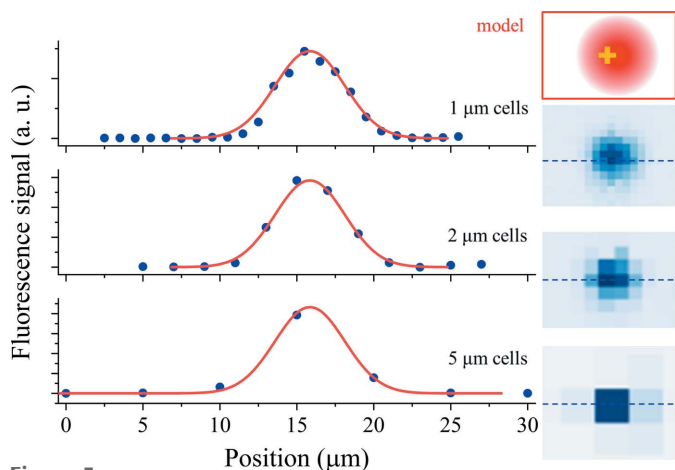 model
1 μm cells
2 μm cells
5 μm cells
Fluorescence signal (a. u.)
0 5 10 15 20 25 30
Position (μm)